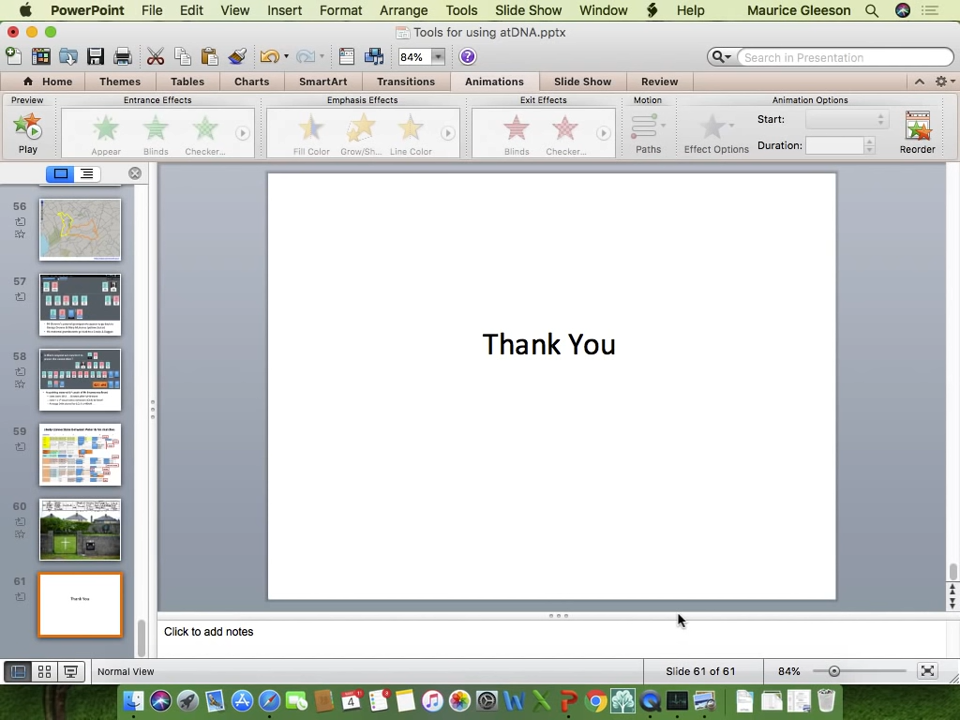 PowerPoint File Edit View Insert Format Arrange Tools Slide Show Window Help Maurice Gleeson
Tools for using atDNA.pptx
84% Search in Presentation
Home Themes Tables Charts SmartArt Transitions Animations Slide Show Review
Preview Entrance Effects Emphasis Effects Exit Effects Motion Animation Options
Start:
Duration:
Play Appear Blinds Checker... Fill Color Grow/Sh... Line Color Blinds Checker... Paths Effect Options Reorder
56
57
58
59
60
61
Thank You
Thank You
Click to add notes
Normal View Slide 61 of 61 84%
4